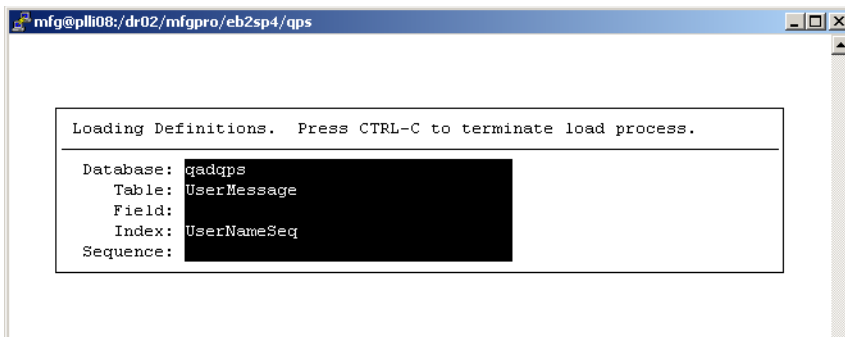 mfg@plli08:/dr02/mfgpro/eb2sp4/qps
Loading Definitions.  Press CTRL-C to terminate load process.
Database: qadqps
Table: UserMessage
Field:
Index: UserNameSeq
Sequence: